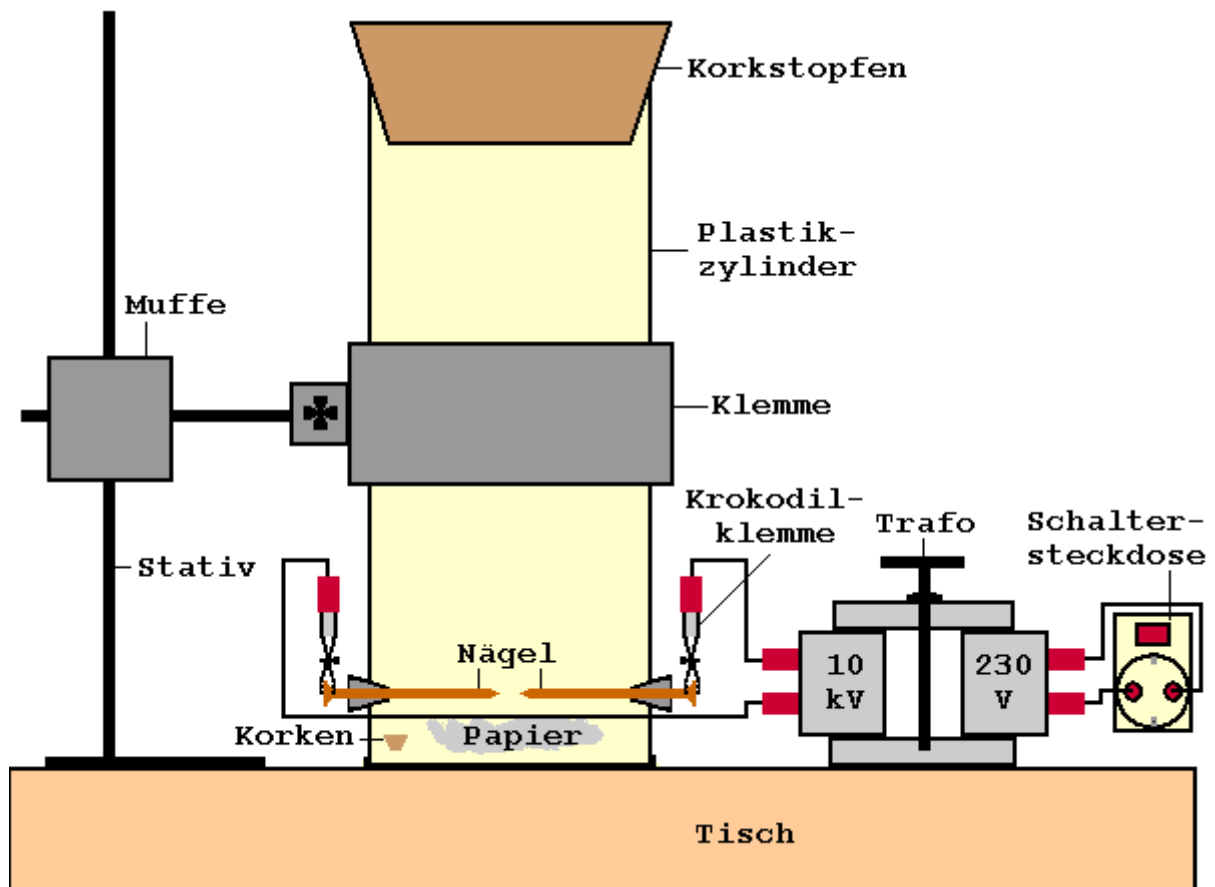 Korkstopfen
Plastik-
zylinder
Muffe
Klemme
Krokodil-
klemme
Trafo
Schalter-
steckdose
Stativ
Nägel
10
kV
230
V
Korken
Papier
Tisch